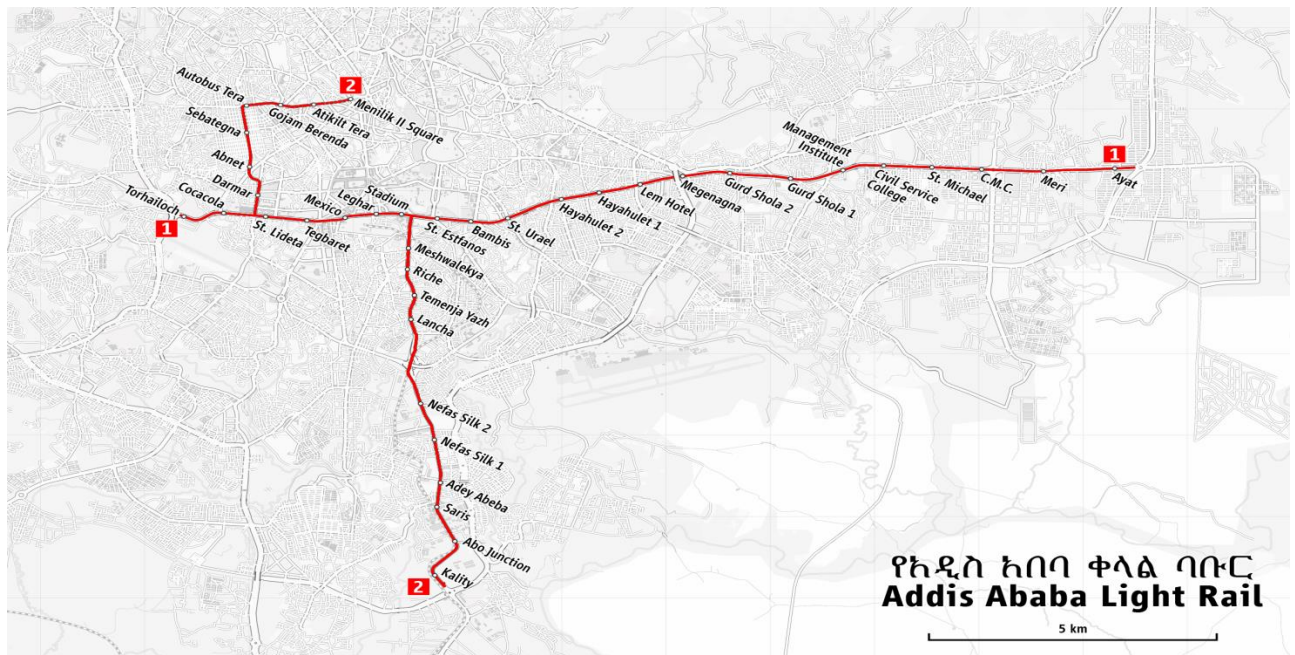 2
Autobus Tera
Menilik II Square
Atikilt Tera
Gojam Berenda
Sebategna
Abnet
Darmar
Torhailoch
1
Cocacola
St. Lideta
Tegbaret
Mexico
Leghar
Stadium
St. Estfanos
Bambis
St. Urael
Hayahulet 2
Hayahulet 1
Lem Hotel
Megenagna
Gurd Shola 2
Gurd Shola 1
Management
Institute
Civil Service
College
St. Michael
C.M.C.
Meri
1
Ayat
Meshwalekya
Riche
Temenja Yazh
Lancha
Nefas Silk 2
Nefas Silk 1
Adey Abeba
Saris
Abo Junction
Kality
2
የአዲስ አበባ ቀላል ባቡር
Addis Ababa Light Rail
5 km